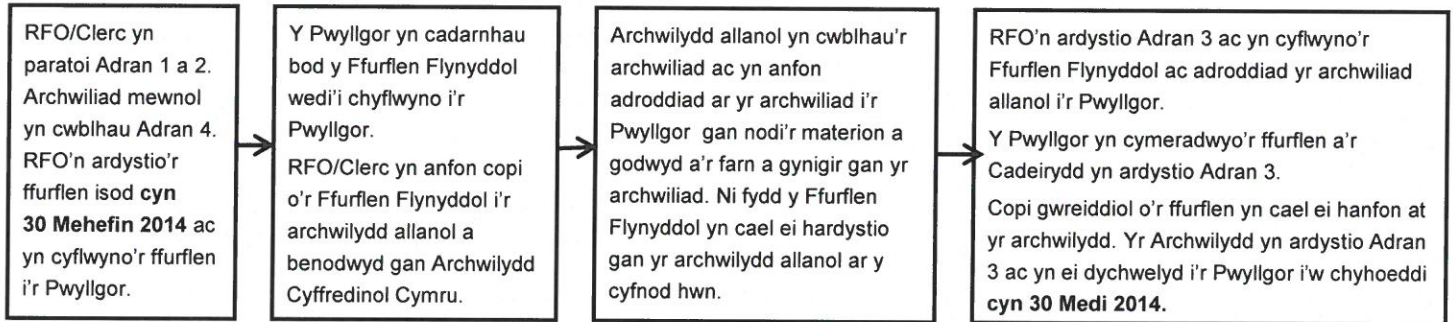 RFO/Clerc yn
paratoi Adran 1 a 2.
Archwiliad mewnol
yn cwblhau Adran 4.
RFO'n ardystio'r
ffurflen isod cyn
30 Mehefin 2014 ac
yn cyflwyno'r ffurflen
i'r Pwyllgor.
Y Pwyllgor yn cadarnhau
bod y Ffurflen Flynyddol
wedi'i chyflwyno i'r
Pwyllgor.
RFO/Clerc yn anfon copi
o'r Ffurflen Flynyddol i'r
archwilydd allanol a
benodwyd gan Archwilydd
Cyffredinol Cymru.
Archwilydd allanol yn cwblhau'r
archwiliad ac yn anfon
adroddiad ar yr archwiliad i'r
Pwyllgor gan nodi'r materion a
godwyd a'r farn a gynigir gan yr
archwiliad. Ni fydd y Ffurflen
Flynyddol yn cael ei hardystio
gan yr archwilydd allanol ar y
cyfnod hwn.
RFO'n ardystio Adran 3 ac yn cyflwyno'r
Ffurflen Flynyddol ac adroddiad yr archwiliad
allanol i'r Pwyllgor.
Y Pwyllgor yn cymeradwyo'r ffurflen a'r
Cadeirydd yn ardystio Adran 3.
Copi gwreiddiol o'r ffurflen yn cael ei hanfon at
yr archwilydd. Yr Archwilydd yn ardystio Adran
3 ac yn ei dychwelyd i'r Pwyllgor i'w chyhoeddi
cyn 30 Medi 2014.